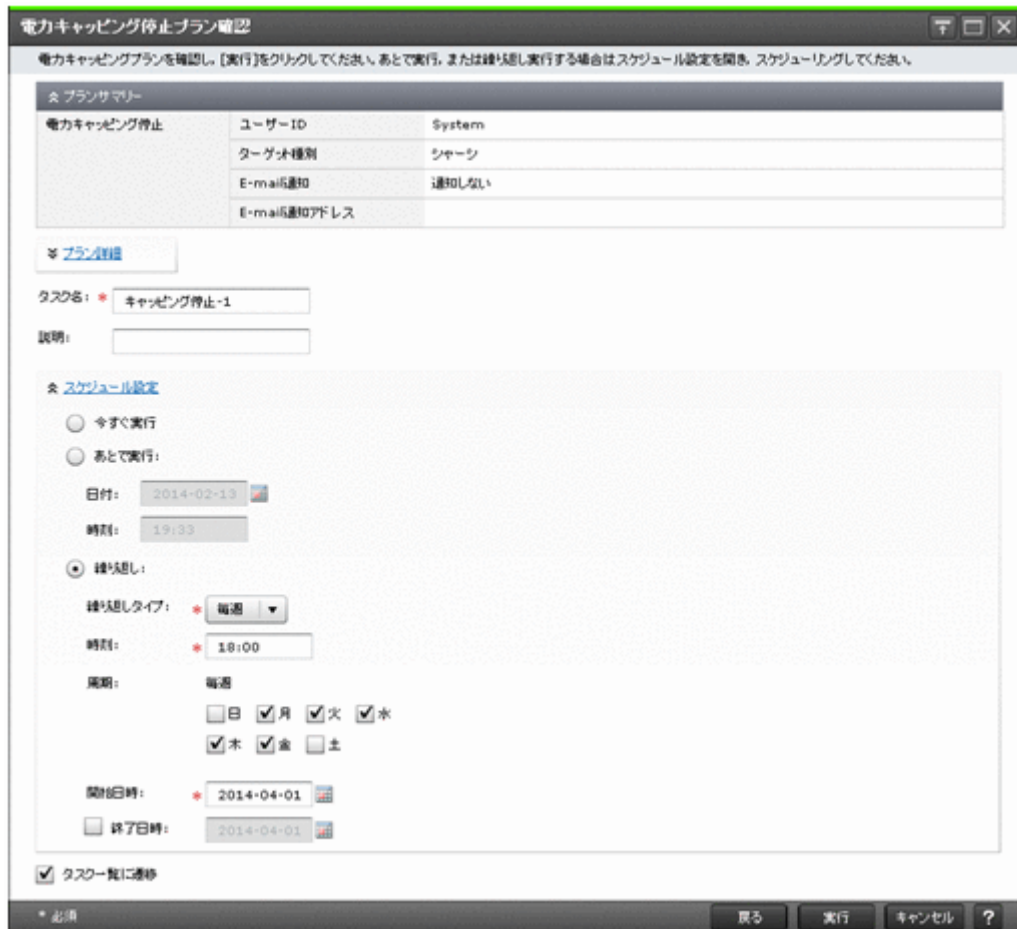 電力キャッピング停止プラン確認
電力キャッピングプランを確認し、[実行]をクリックしてください。あとで実行、または繰り返し実行する場合はスケジュール設定を開き、スケジューリングしてください。
プランサマリー
電力キャッピング停止 ユーザーID System
ターゲット種別 シャーシ
E-mail通知 通知しない
E-mail通知アドレス
プラン詳細
タスク名: * キャッピング停止-1
説明:
スケジュール設定
今すぐ実行
あとで実行:
日付: 2014-02-13
時刻: 19:33
繰り返し:
繰り返しタイプ: * 毎週
時刻: * 18:00
周期: 毎週
日 月 火 水
木 金 土
開始日時: * 2014-04-01
終了日時: 2014-04-01
タスク一覧に遷移
* 必須 戻る 実行 キャンセル ?